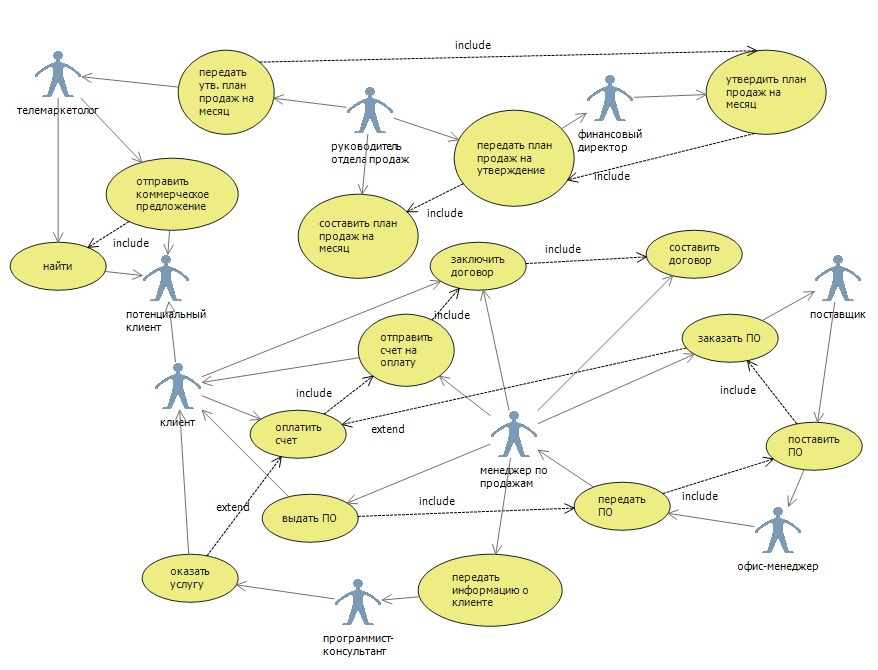 include
передать
утв. план
продаж на
месяц
утвердить план
продаж на
месяц
телемаркетолог
руководитель
отдела продаж
передать план
продаж на
утверждение
финансовый
директор
include
отправить
коммерческое
предложение
include
include
составить план
продаж на
месяц
найти
заключить
договор
include
составить
договор
потенциальный
клиент
поставщик
include
отправить
счет на
оплату
заказать ПО
include
include
клиент
оплатить
счет
extend
менеджер по
продажам
поставить
ПО
extend
выдать ПО
include
передать
ПО
include
офис-менеджер
оказать
услугу
передать
информацию о
клиенте
программист-
консультант